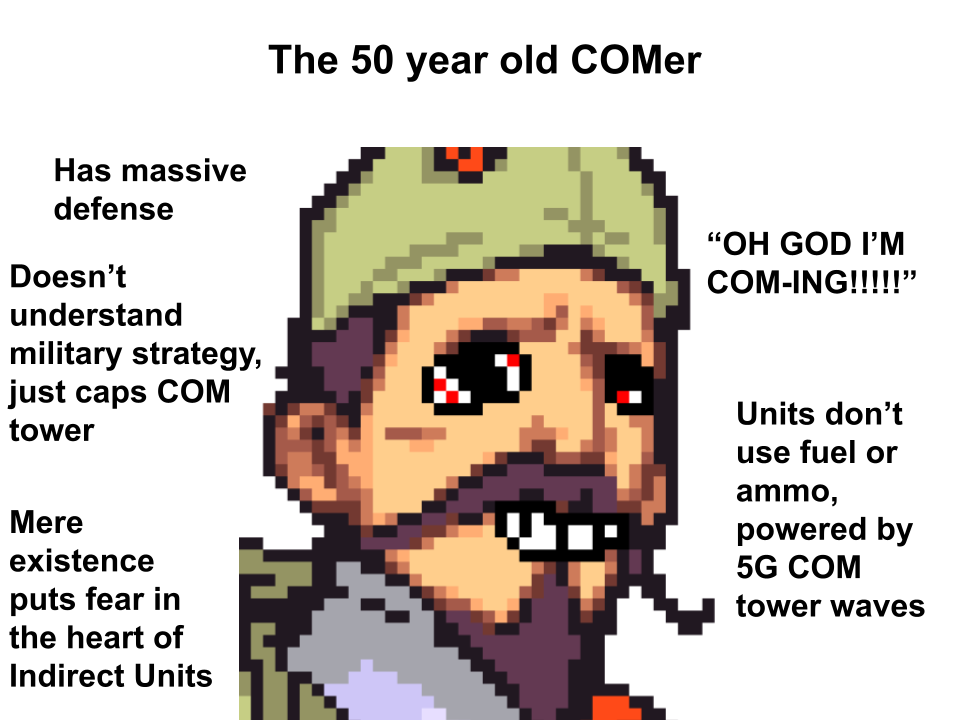 The 50 year old COMer
Has massive
defense
Doesn’t
understand
military strategy,
just caps COM
tower
Mere
existence
puts fear in
the heart of
Indirect Units
“OH GOD I’M
COM-ING!!!!!”
Units don’t
use fuel or
ammo,
powered by
5G COM
tower waves